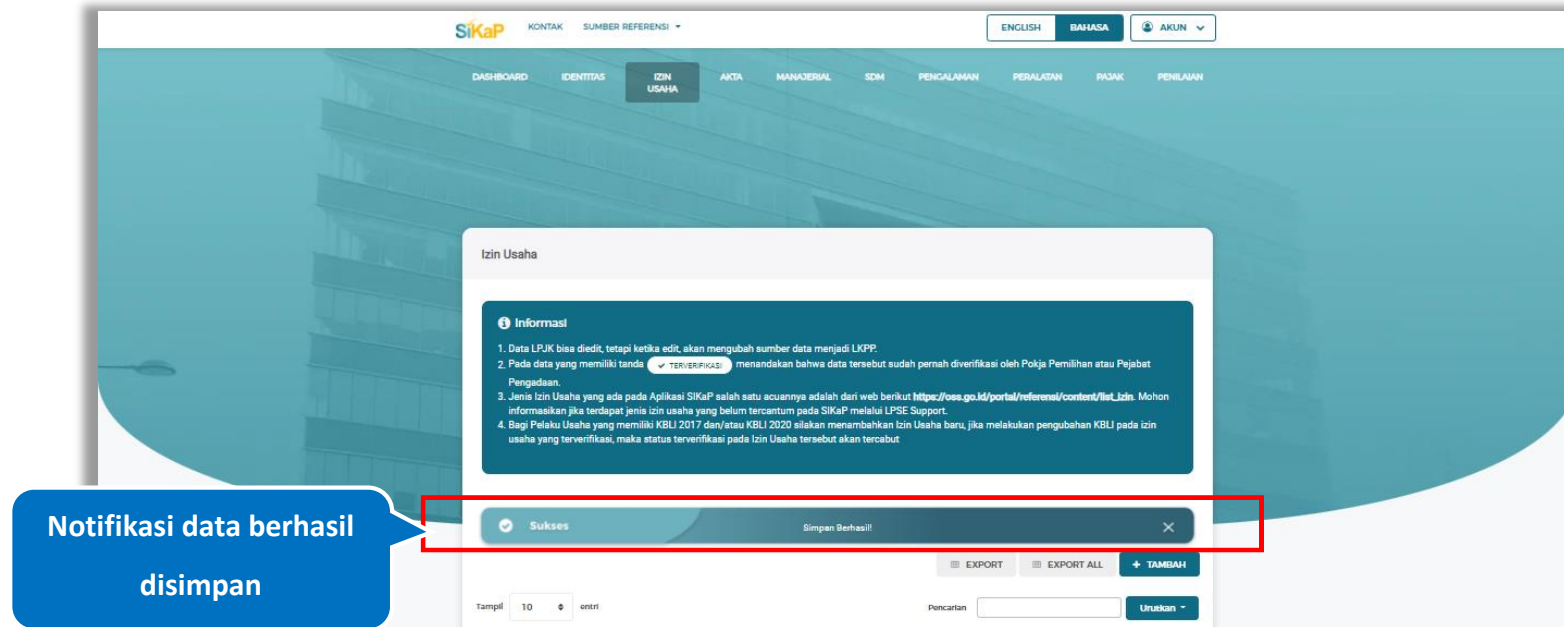 SiKaP KONTAK SUMBER REFERENSI ENGLISH BAHASA AKUN
DASHBOARD IDENTITAS IZIN USAHA AKTA MANAJERIAL SDM PENGALAMAN PERALATAN PAJAK PENILAIAN
Izin Usaha
Informasi
1. Data LPJK bisa diedit, tetapi ketika edit, akan mengubah sumber data menjadi LKPP.
2. Pada data yang memiliki tanda TERVERIFIKASI menandakan bahwa data tersebut sudah pernah diverifikasi oleh Pokja Pemilihan atau Pejabat
Pengadaan.
3. Jenis Izin Usaha yang ada pada Aplikasi SIKaP salah satu acuannya adalah dari web berikut https://oss.go.id/portal/referensi/content/list_izin. Mohon
informasikan jika terdapat jenis izin usaha yang belum tercantum pada SIKaP melalui LPSE Support.
4. Bagi Pelaku Usaha yang memiliki KBLI 2017 dan/atau KBLI 2020 silakan menambahkan Izin Usaha baru, jika melakukan pengubahan KBLI pada izin
usaha yang terverifikasi, maka status terverifikasi pada Izin Usaha tersebut akan tercabut
Notifikasi data berhasil
disimpan
Sukses Simpan Berhasil!
EXPORT EXPORT ALL + TAMBAH
Tampil 10 entri Pencarian Urutkan